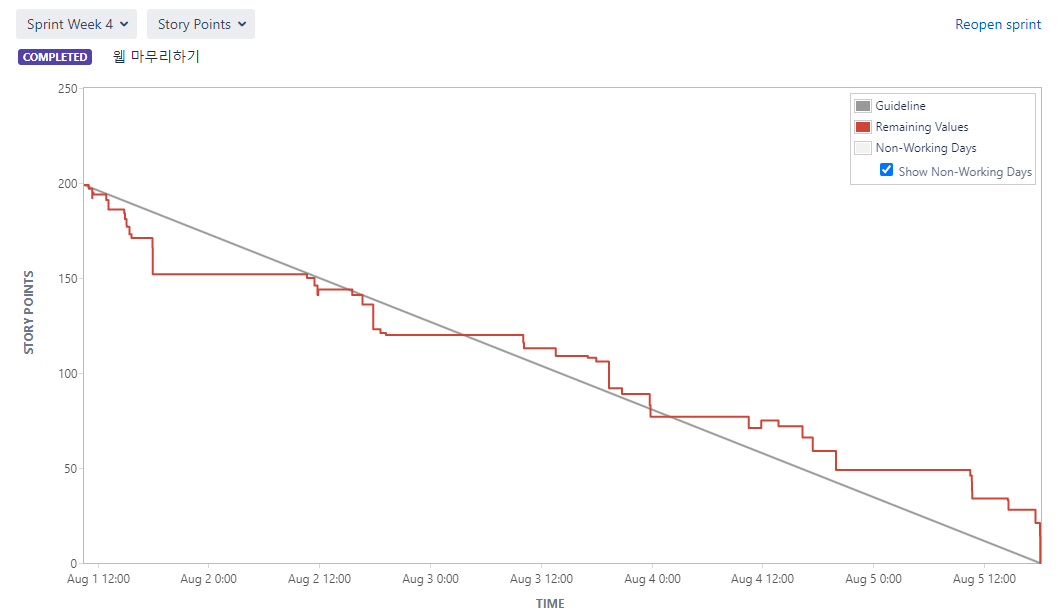 Sprint Week 4 Story Points Reopen sprint
COMPLETED 웹 마무리하기
250
200
150
100
50
0
STORY POINTS
Guideline
Remaining Values
Non-Working Days
Show Non-Working Days
Aug 1 12:00 Aug 2 0:00 Aug 2 12:00 Aug 3 0:00 Aug 3 12:00 Aug 4 0:00 Aug 4 12:00 Aug 5 0:00 Aug 5 12:00
TIME